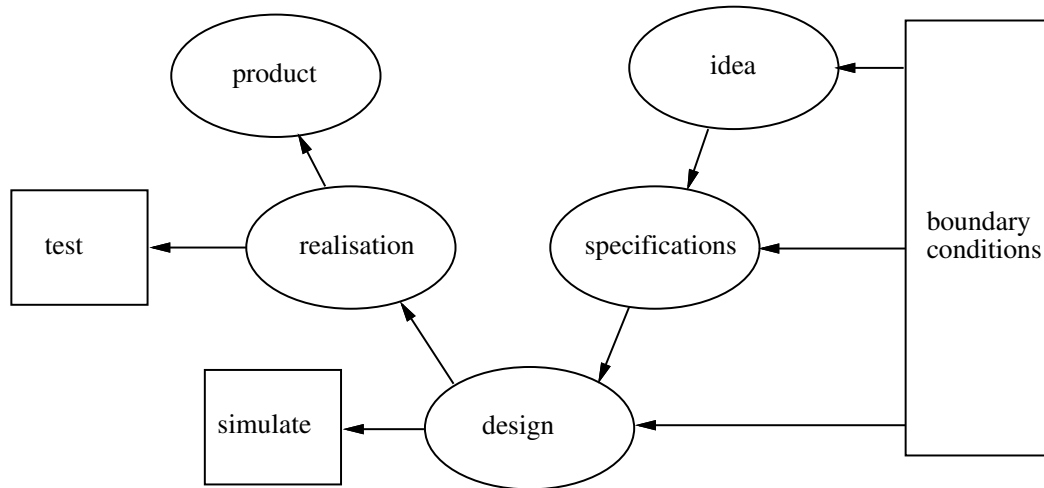 product
idea
test
realisation
specifications
boundary
conditions
simulate
design